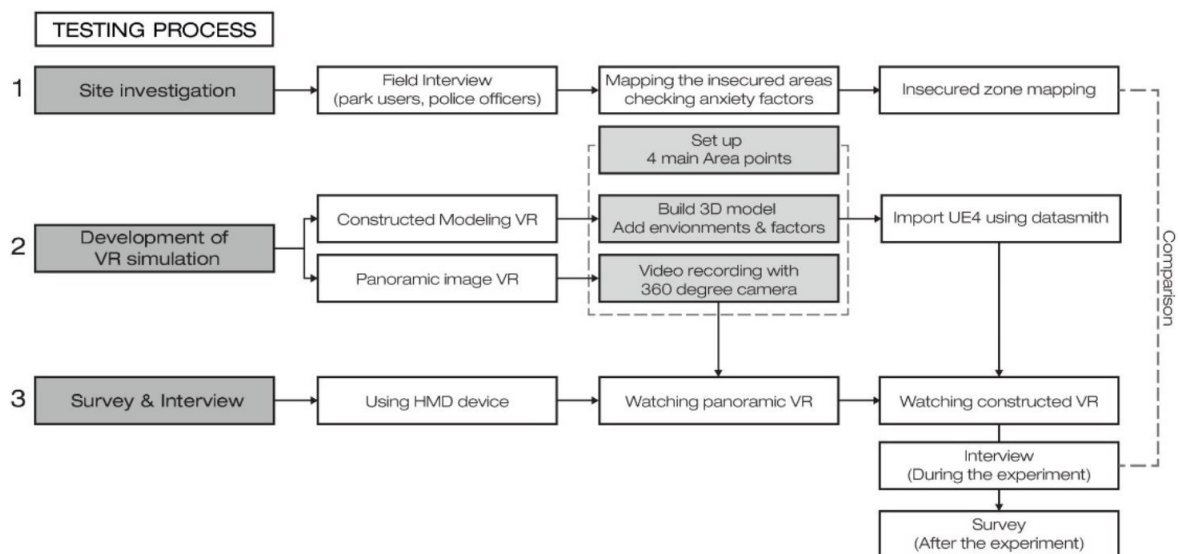 TESTING PROCESS
1
Site investigation
Field Interview
(park users, police officers)
Mapping the insecured areas
checking anxiety factors
Insecured zone mapping
Set up
4 main Area points
2
Development of
VR simulation
Constructed Modeling VR
Build 3D model
Add envionments & factors
Import UE4 using datasmith
Panoramic image VR
Video recording with
360 degree camera
Comparison
3
Survey & Interview
Using HMD device
Watching panoramic VR
Watching constructed VR
Interview
(During the experiment)
Survey
(After the experiment)